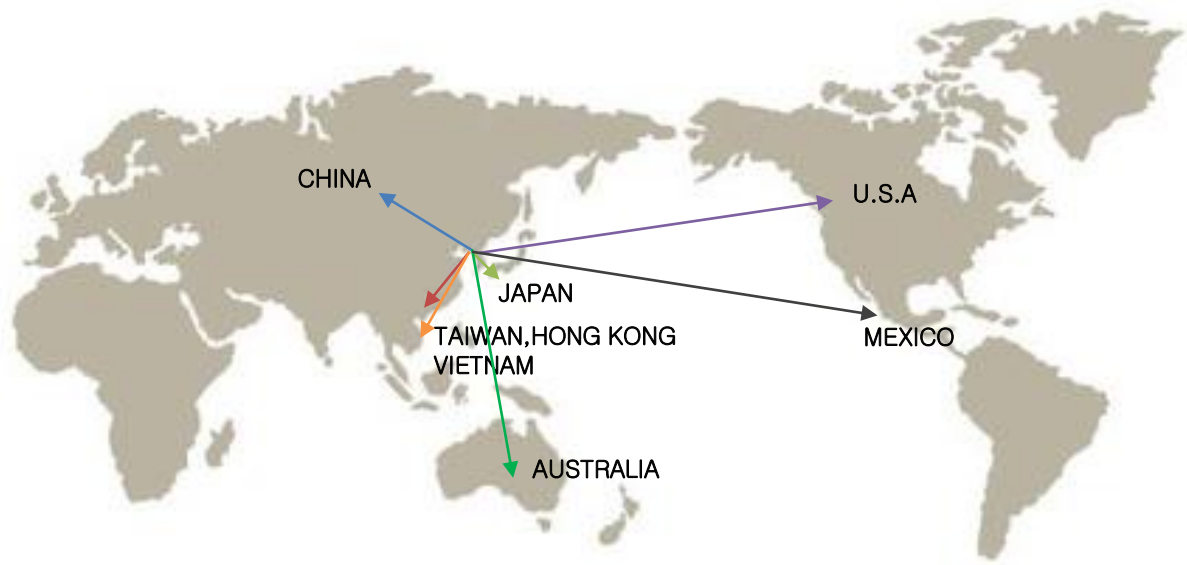 CHINA
U.S.A
JAPAN
TAIWAN,HONG KONG
VIETNAM
MEXICO
AUSTRALIA